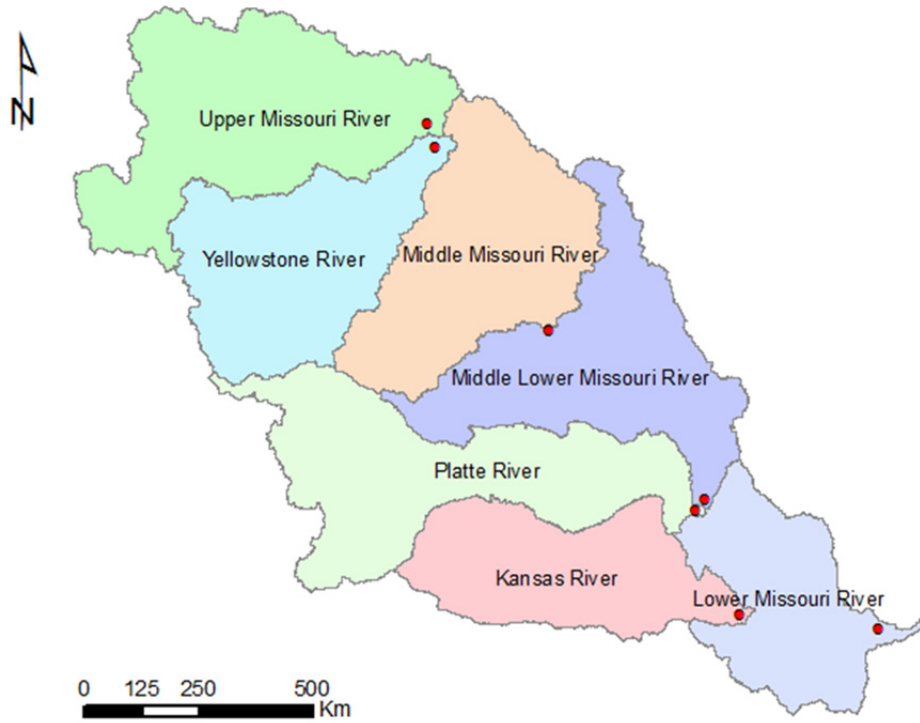 N
Upper Missouri River
Yellowstone River
Middle Missouri River
Middle Lower Missouri River
Platte River
Kansas River
Lower Missouri River
0 125 250 500
Km